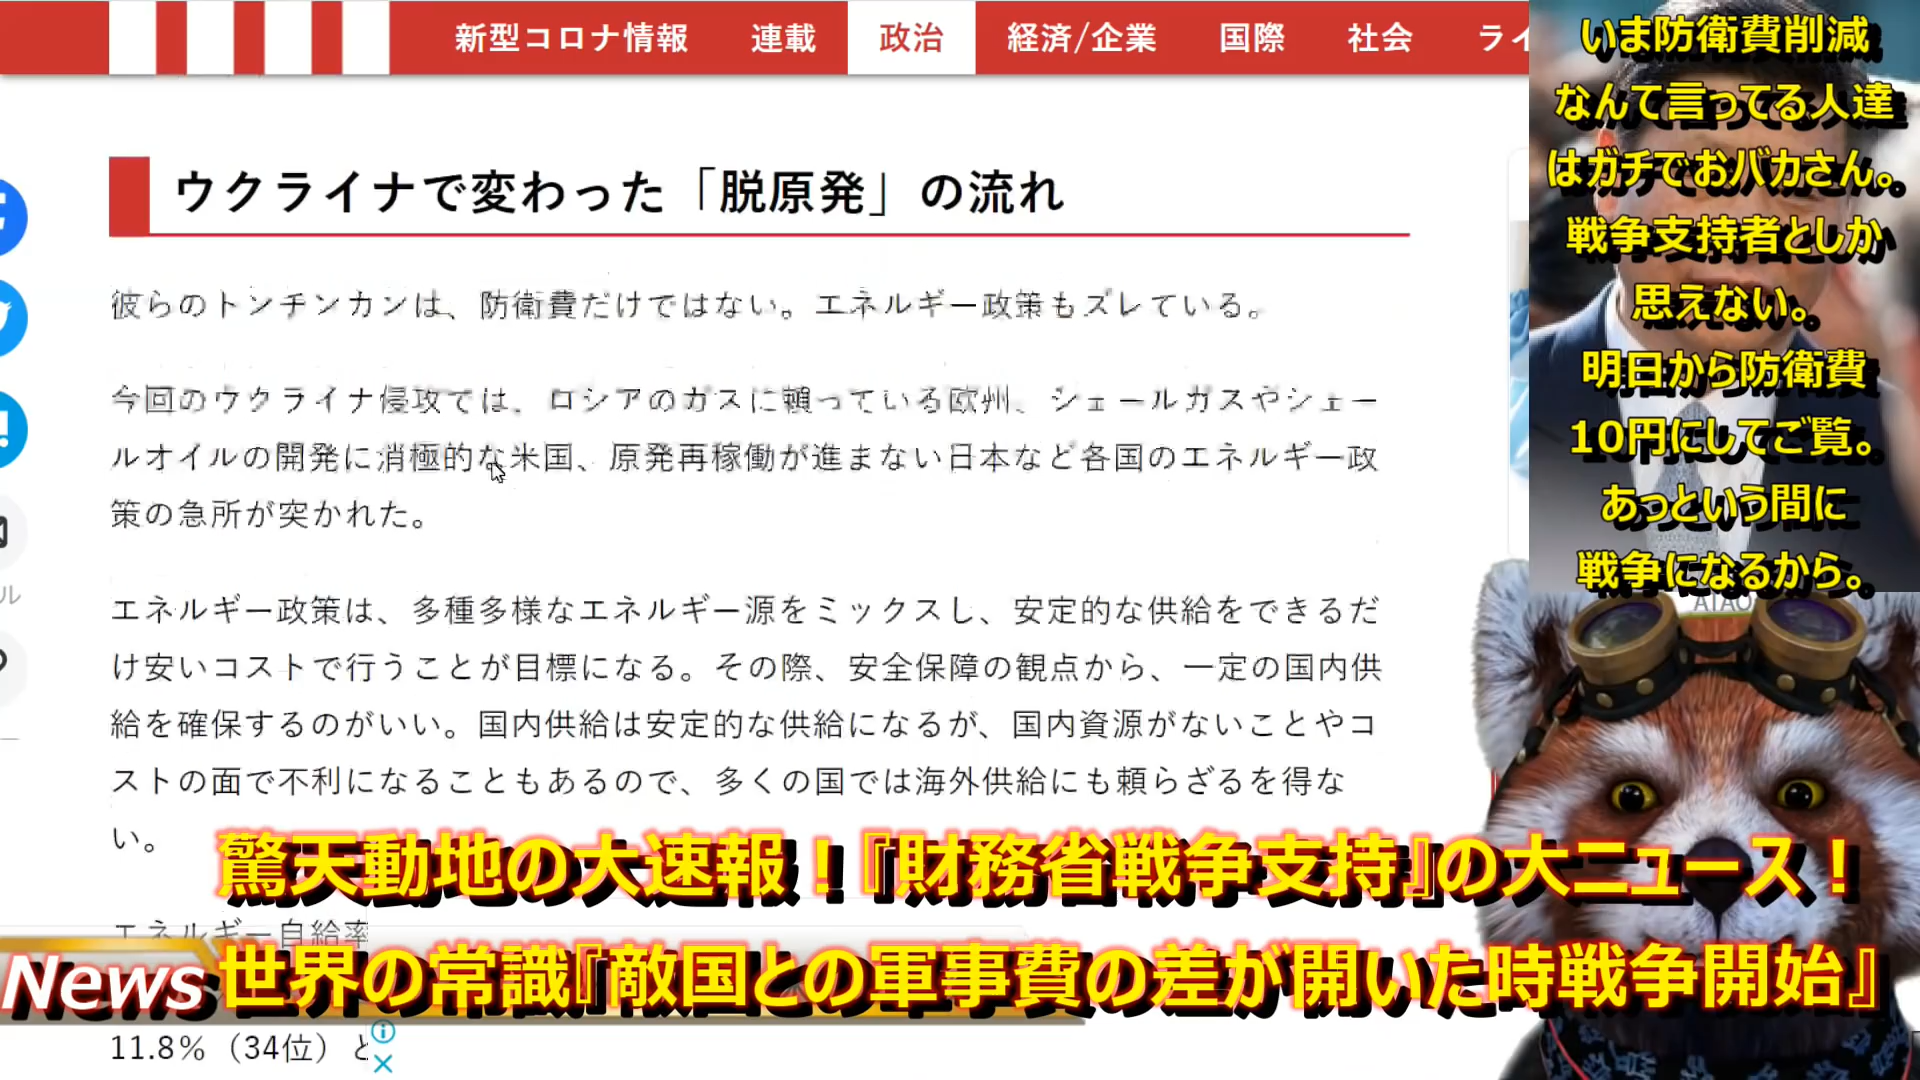 新型コロナ情報 連載 政治 経済/企業 国際 社会 ライ
ウクライナで変わった「脱原発」の流れ
彼らのトンチンカンは、防衛費だけではない。エネルギー政策もズレている。
今回のウクライナ侵攻では、ロシアのガスに頼っている欧州、シェールガスやシェー
ルオイルの開発に消極的な米国、原発再稼働が進まない日本など各国のエネルギー政
策の急所が突かれた。
エネルギー政策は、多種多様なエネルギー源をミックスし、安定的な供給をできるだ
け安いコストで行うことが目標になる。その際、安全保障の観点から、一定の国内供
給を確保するのがいい。国内供給は安定的な供給になるが、国内資源がないことやコ
ストの面で不利になることもあるので、多くの国では海外供給にも頼らざるを得な
い。
エネルギー自給率
11.8%（34位）と
ル
いま防衛費削減
なんて言ってる人達
はガチでおバカさん。
戦争支持者としか
思えない。
明日から防衛費
10円にしてご覧。
あっという間に
戦争になるから。
驚天動地の大速報！『財務省戦争支持』の大ニュース！
News
世界の常識『敵国との軍事費の差が開いた時戦争開始』